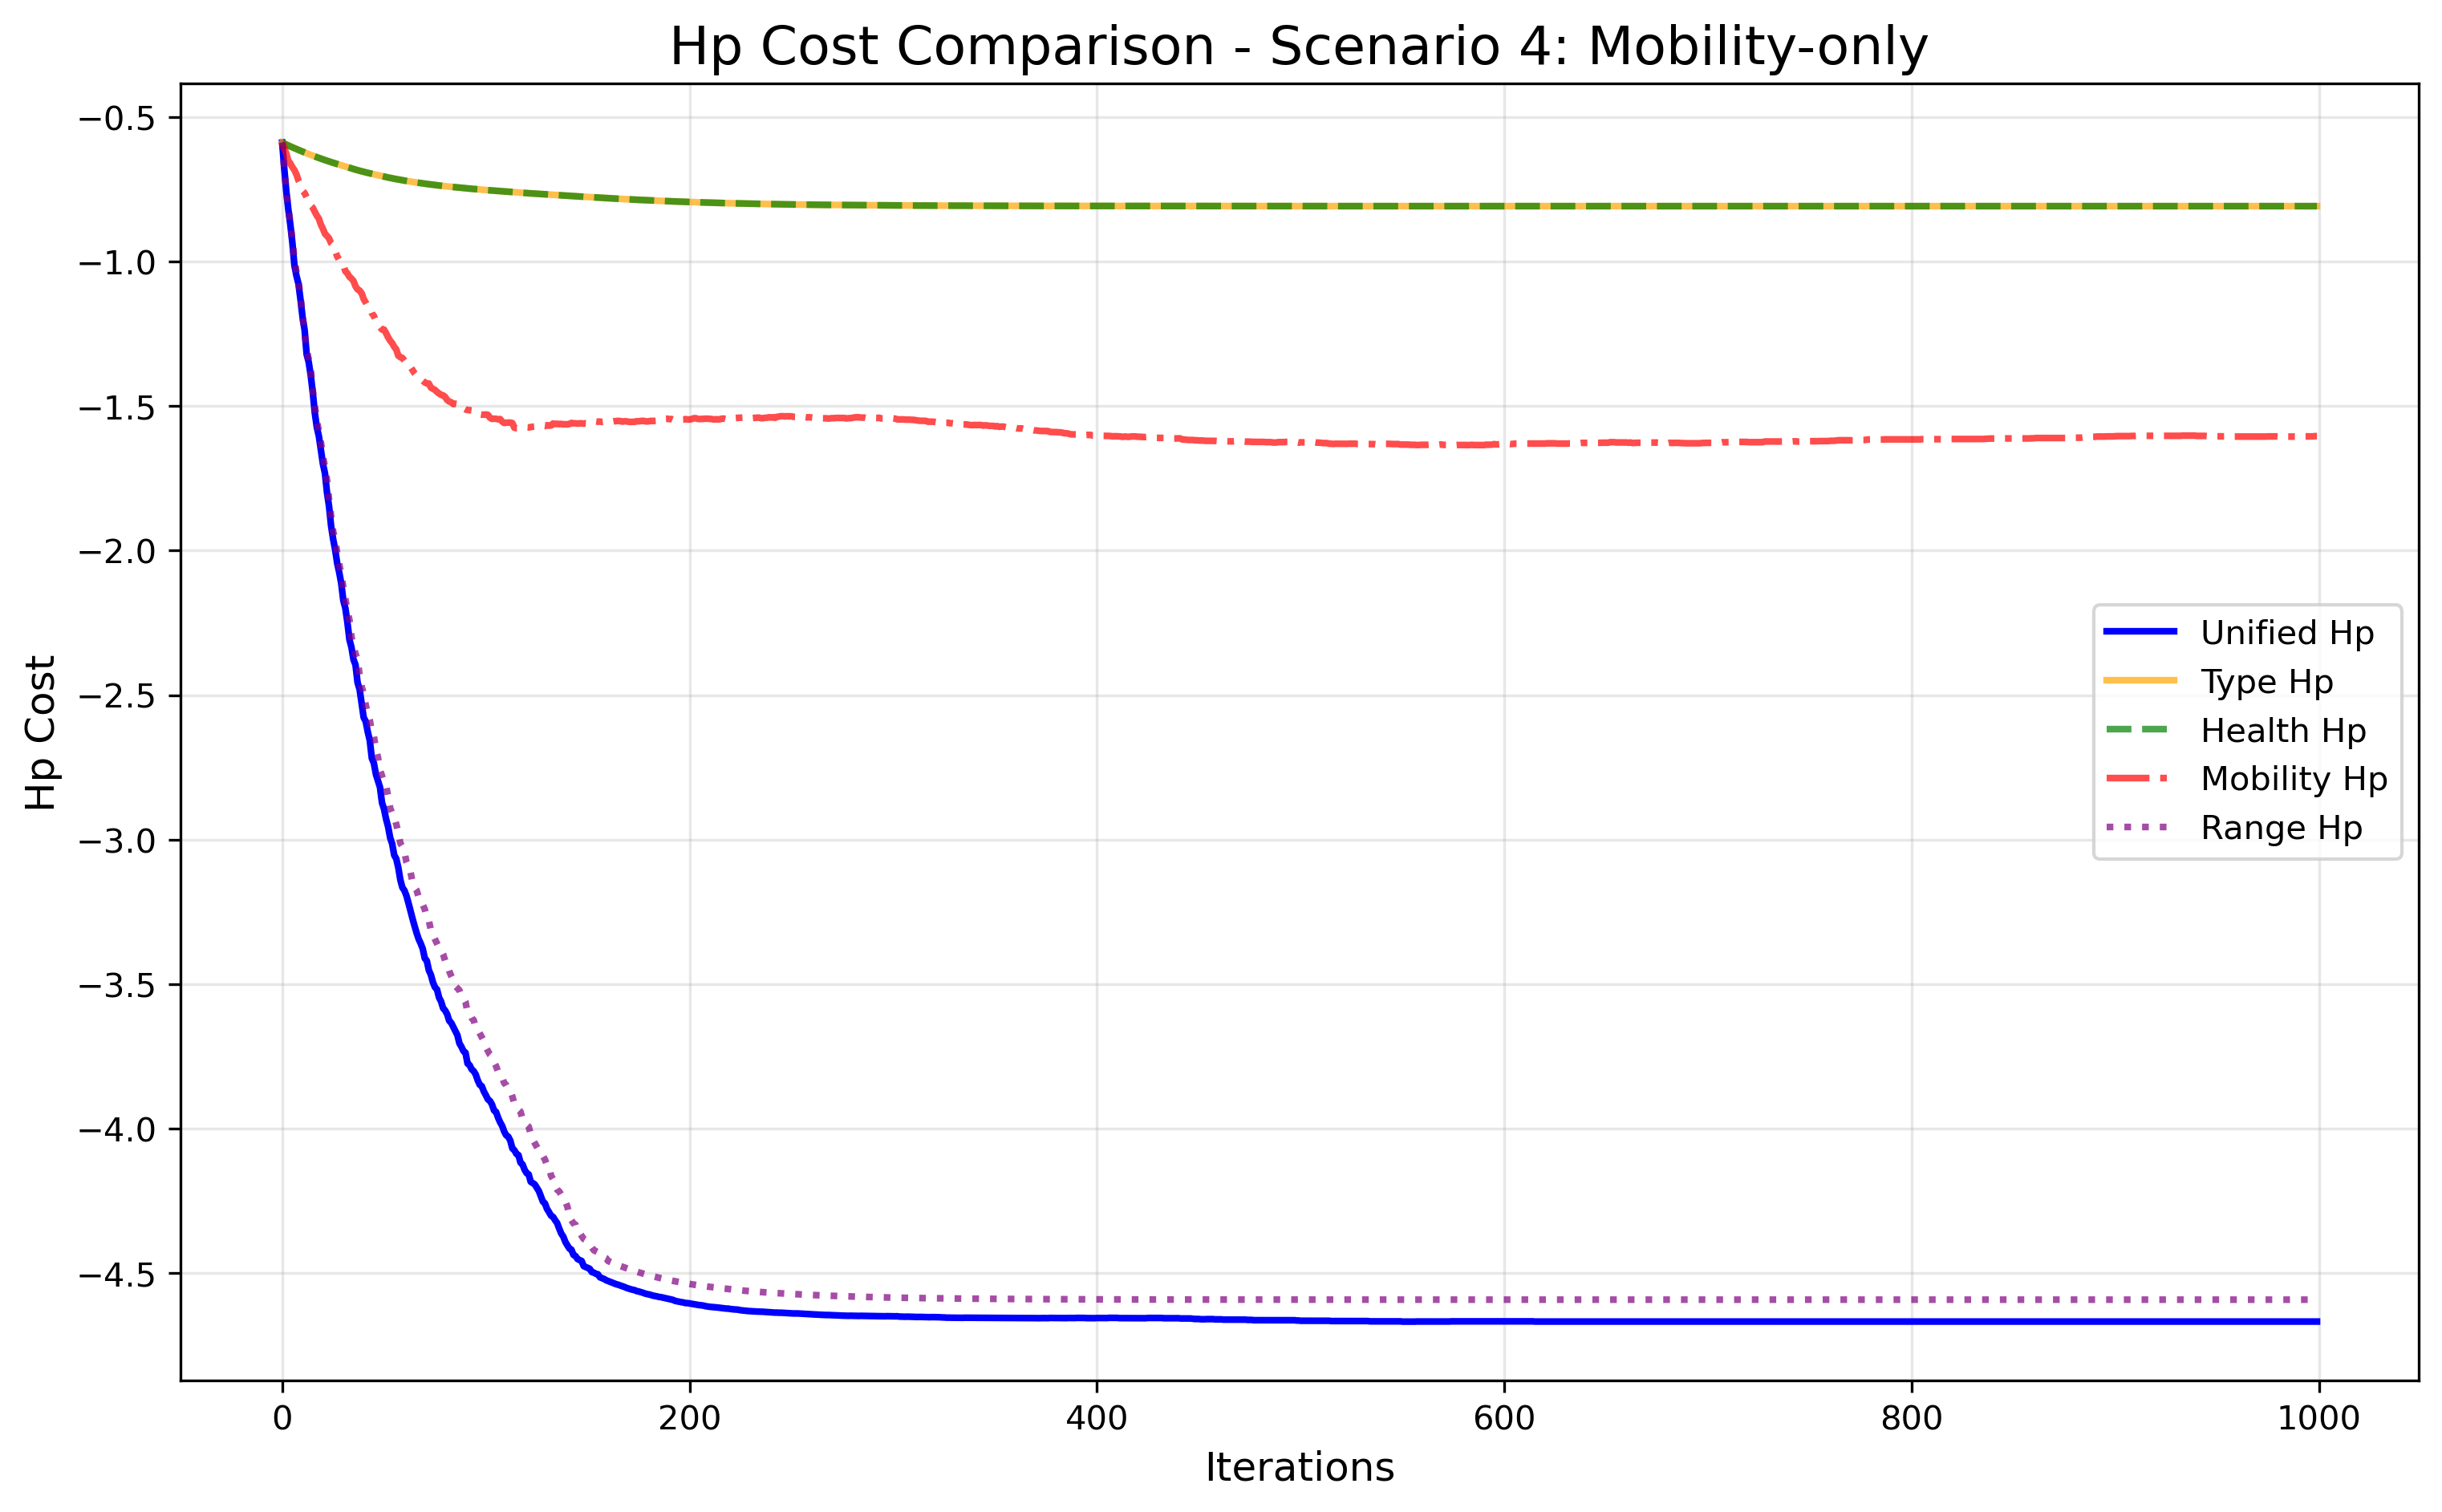 Hp Cost Comparison - Scenario 4: Mobility-only
Hp Cost
−0.5
−1.0
−1.5
−2.0
−2.5
−3.0
−3.5
−4.0
−4.5
Unified Hp
Type Hp
Health Hp
Mobility Hp
Range Hp
0
200
400
600
800
1000
Iterations